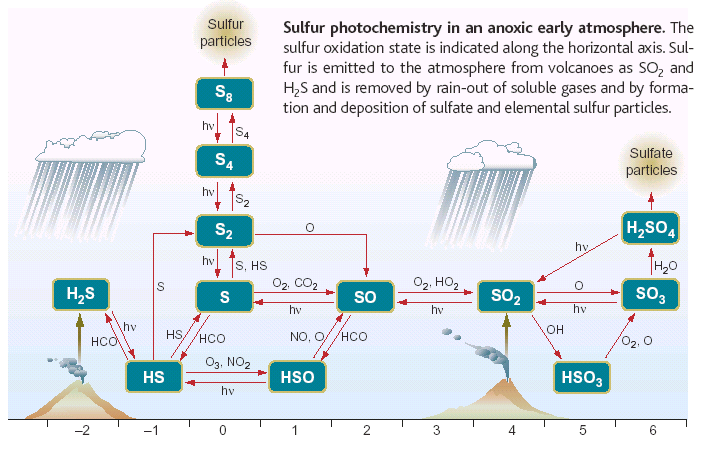 Sulfur photochemistry in an anoxic early atmosphere. The
sulfur oxidation state is indicated along the horizontal axis. Sul-
fur is emitted to the atmosphere from volcanoes as SO₂ and
H₂S and is removed by rain-out of soluble gases and by forma-
tion and deposition of sulfate and elemental sulfur particles.
Sulfur
particles
S₈
hν
S₄
S₄
hν
S₂
S₂
O
hν
S, HS
S
Sulfate
particles
H₂SO₄
hν
H₂O
H₂S
S
O₂, CO₂
hν
SO
O₂, HO₂
hν
SO₂
O
hν
SO₃
HCO
hν
HS
HCO
NO, O
HCO
OH
O₂, O
HS
O₃, NO₂
hν
HSO
HSO₃
−2 −1 0 1 2 3 4 5 6